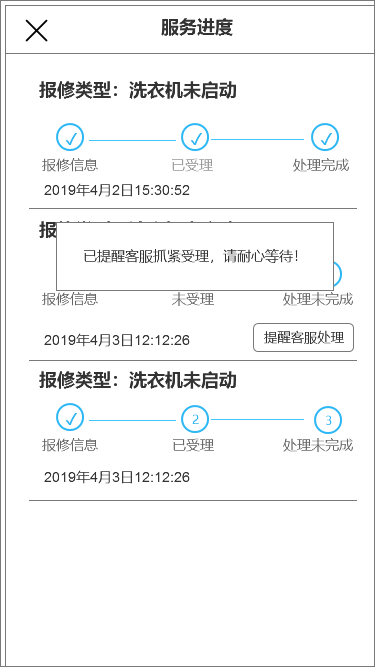 服务进度
报修类型：洗衣机未启动
报修信息 已受理 处理完成
2019年4月2日15:30:52
报
已提醒客服抓紧受理，请耐心等待！
报修信息 未受理 处理未完成
2019年4月3日12:12:26 提醒客服处理
报修类型：洗衣机未启动
2 3
报修信息 已受理 处理未完成
2019年4月3日12:12:26